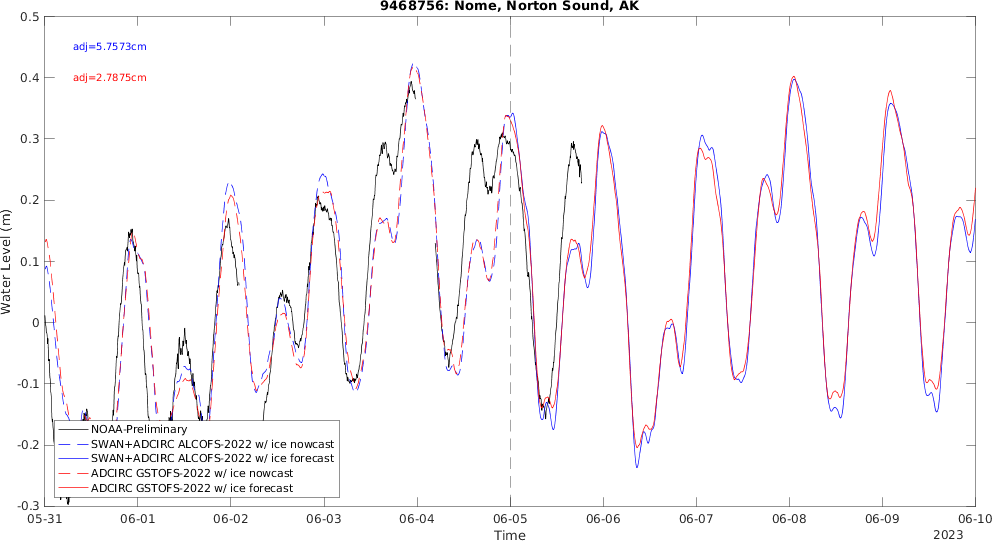 9468756: Nome, Norton Sound, AK
0.5
adj=5.7573cm
adj=2.7875cm
0.4
0.3
0.2
0.1
0
-0.1
-0.2
-0.3
Water Level (m)
NOAA-Preliminary
SWAN+ADCIRC ALCOFS-2022 w/ ice nowcast
SWAN+ADCIRC ALCOFS-2022 w/ ice forecast
ADCIRC GSTOFS-2022 w/ ice nowcast
ADCIRC GSTOFS-2022 w/ ice forecast
05-31 06-01 06-02 06-03 06-04 06-05 06-06 06-07 06-08 06-09 06-10
Time
2023